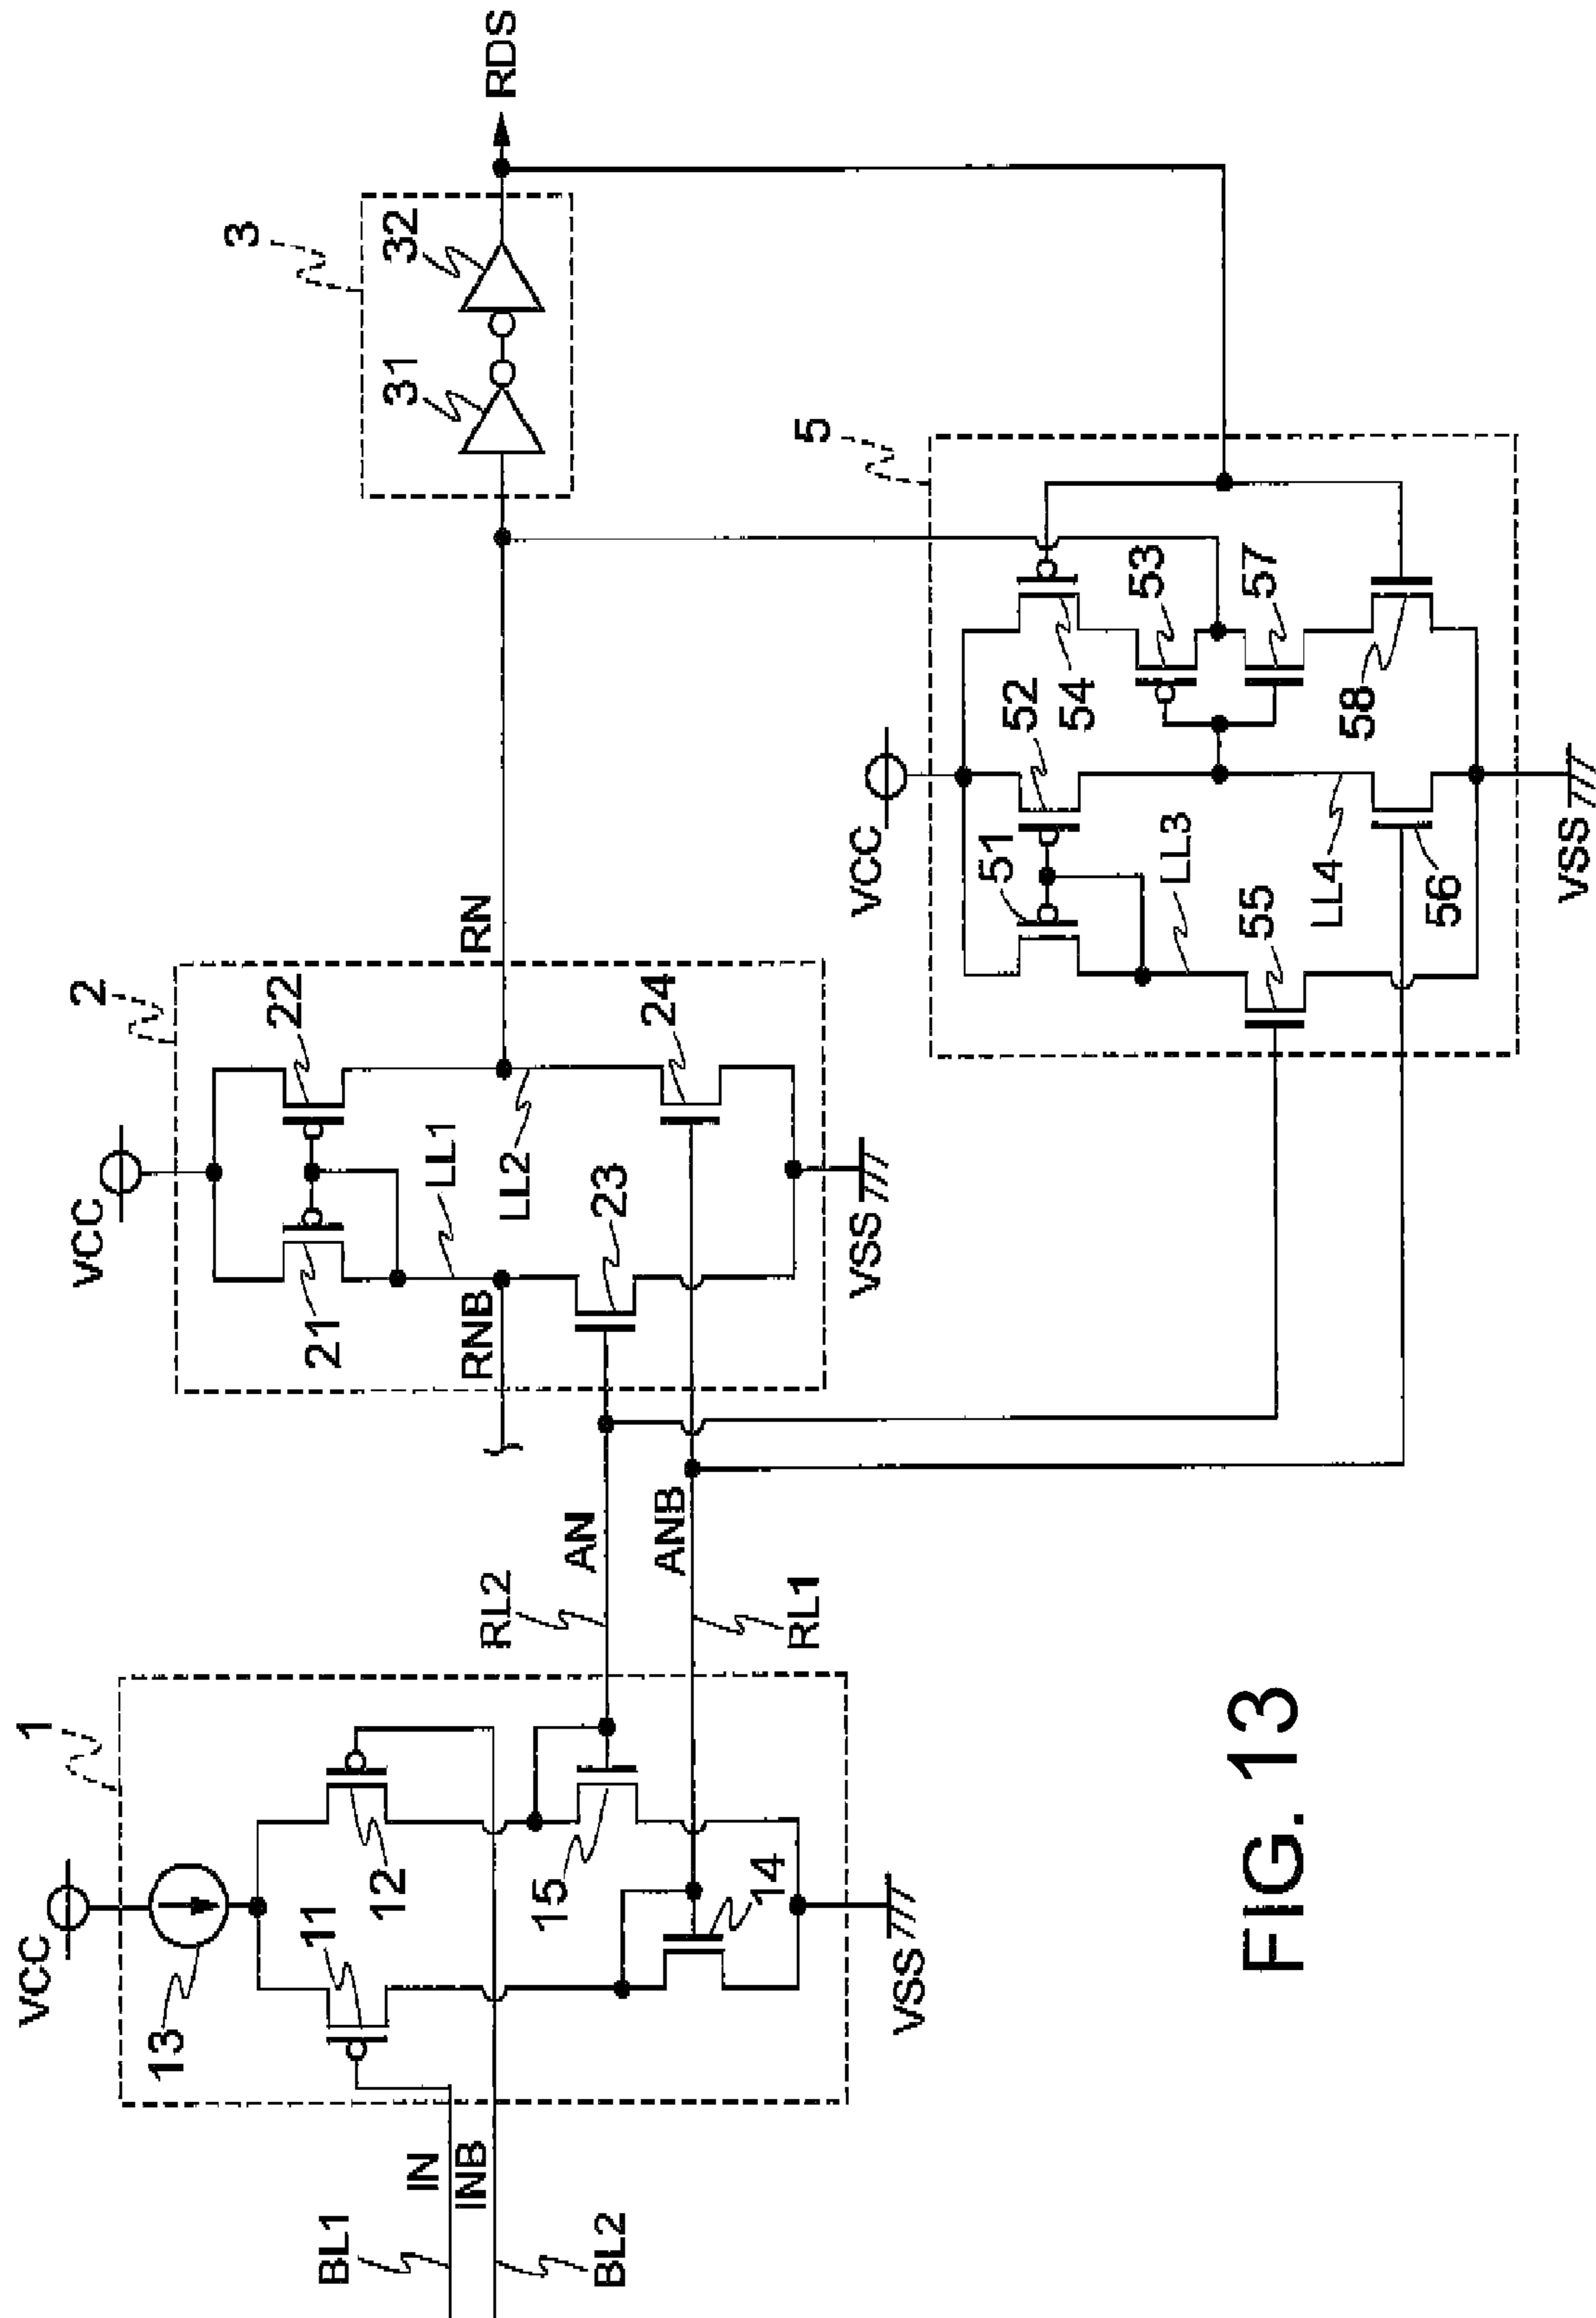 VCC
1
13
11
12
15
14
VSS
IN
INB
BL1
BL2
RL2
AN
ANB
RL1
VCC
2
21
22
LL1
RNB
LL2
23
24
VSS
RN
3
31
32
RDS
VCC
5
51
52
54
53
LL3
57
55
LL4
56
58
VSS
FIG. 13